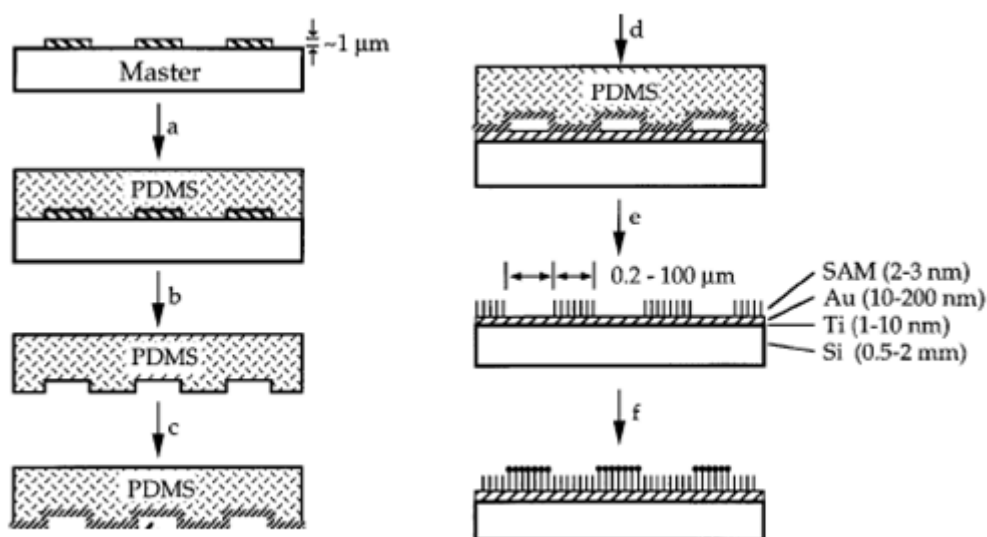 ~1 μm
Master
a
PDMS
b
PDMS
c
PDMS
d
PDMS
e
0.2 - 100 μm
SAM (2-3 nm)
Au (10-200 nm)
Ti (1-10 nm)
Si (0.5-2 mm)
f